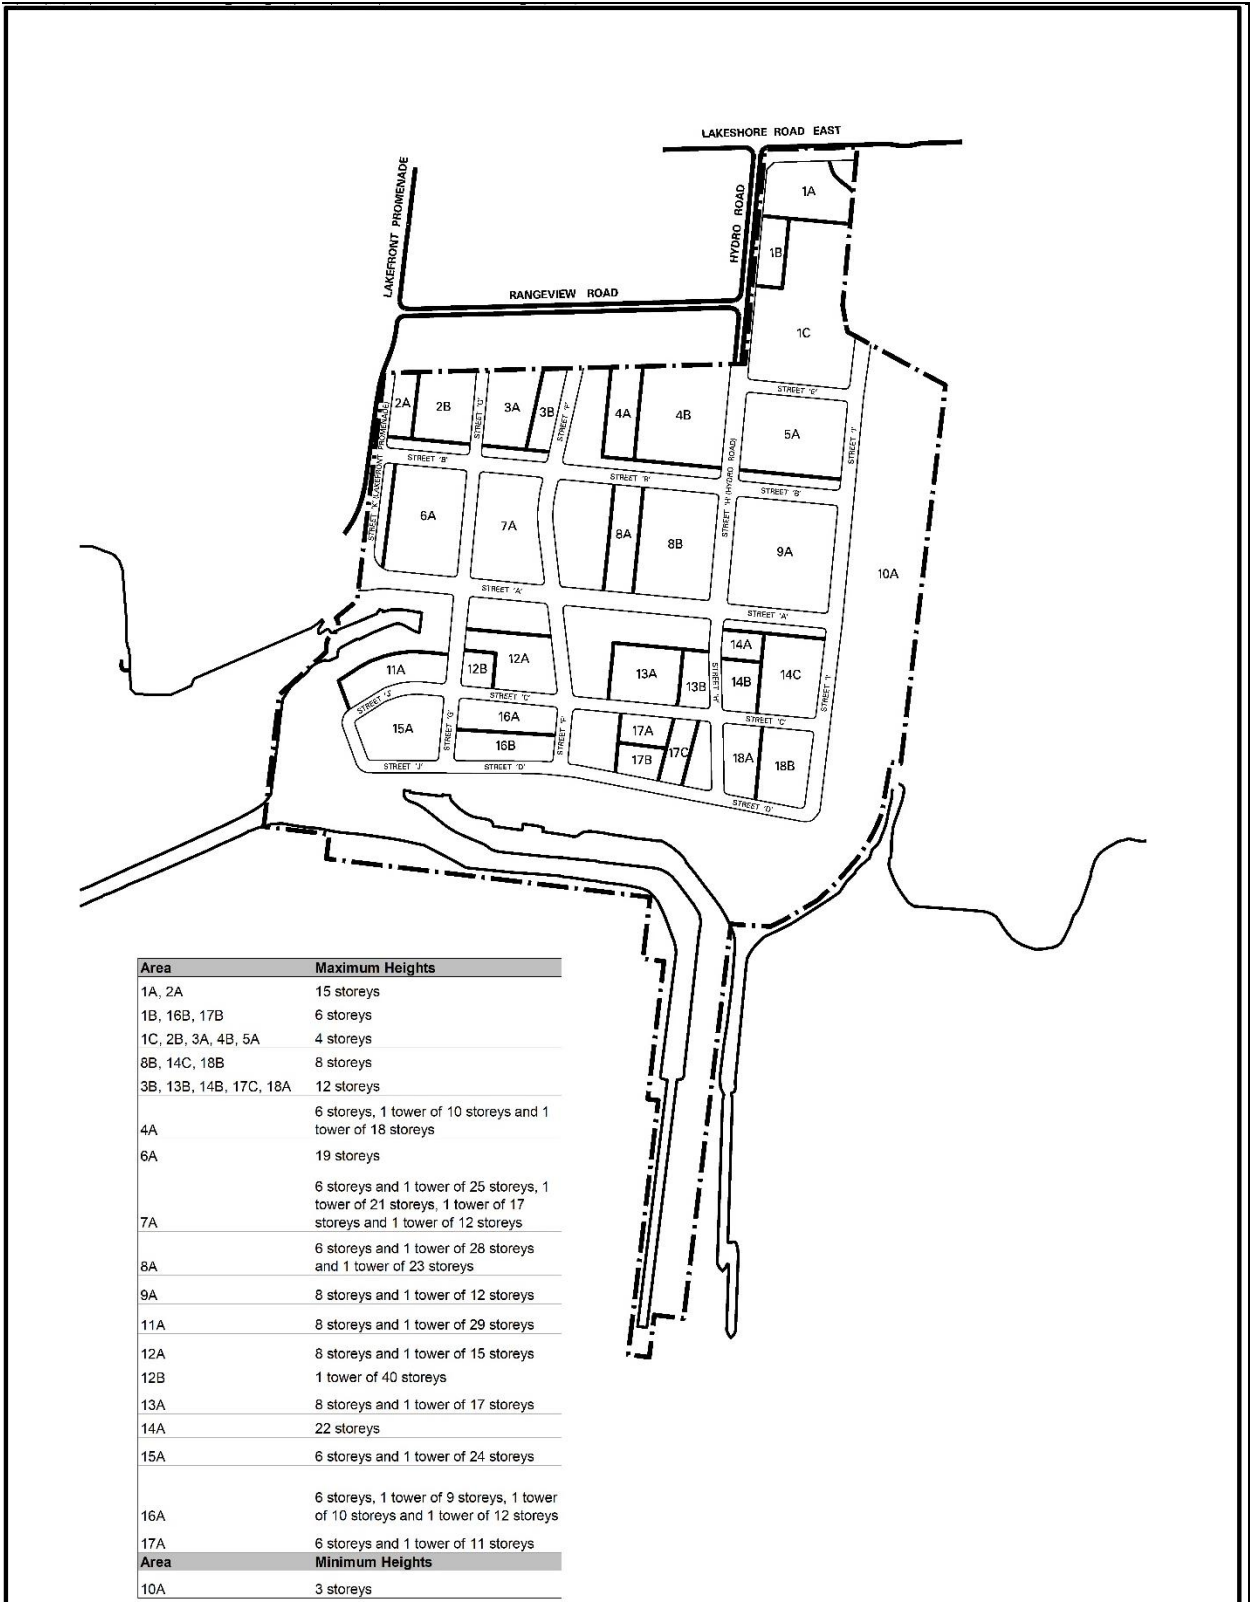 LAKESHORE ROAD EAST
LAKEFRONT PROMENADE
HYDRO ROAD
1A
1B
RANGEVIEW ROAD
1C
STREET 'I'
2A
2B
STREET 'G'
3A
3B
STREET 'F'
4A
4B
5A
STREET 'B'
STREET 'B'
STREET 'B'
STREET 'K' (LAKEFRONT PROMENADE)
STREET 'H' (HYDRO ROAD)
6A
7A
8A
8B
9A
10A
STREET 'A'
STREET 'A'
11A
12B
12A
13A
13B
STREET 'H'
14A
14B
14C
STREET 'I'
STREET 'J'
STREET 'C'
STREET 'C'
15A
STREET 'G'
16A
16B
STREET 'F'
17A
17B
17C
18A
18B
STREET 'J'
STREET 'D'
STREET 'D'
Area Maximum Heights
1A, 2A 15 storeys
1B, 16B, 17B 6 storeys
1C, 2B, 3A, 4B, 5A 4 storeys
8B, 14C, 18B 8 storeys
3B, 13B, 14B, 17C, 18A 12 storeys
6 storeys, 1 tower of 10 storeys and 1
4A tower of 18 storeys
6A 19 storeys
6 storeys and 1 tower of 25 storeys, 1
tower of 21 storeys, 1 tower of 17
7A storeys and 1 tower of 12 storeys
6 storeys and 1 tower of 28 storeys
8A and 1 tower of 23 storeys
9A 8 storeys and 1 tower of 12 storeys
11A 8 storeys and 1 tower of 29 storeys
12A 8 storeys and 1 tower of 15 storeys
12B 1 tower of 40 storeys
13A 8 storeys and 1 tower of 17 storeys
14A 22 storeys
15A 6 storeys and 1 tower of 24 storeys
6 storeys, 1 tower of 9 storeys, 1 tower
16A of 10 storeys and 1 tower of 12 storeys
17A 6 storeys and 1 tower of 11 storeys
Area Minimum Heights
10A 3 storeys